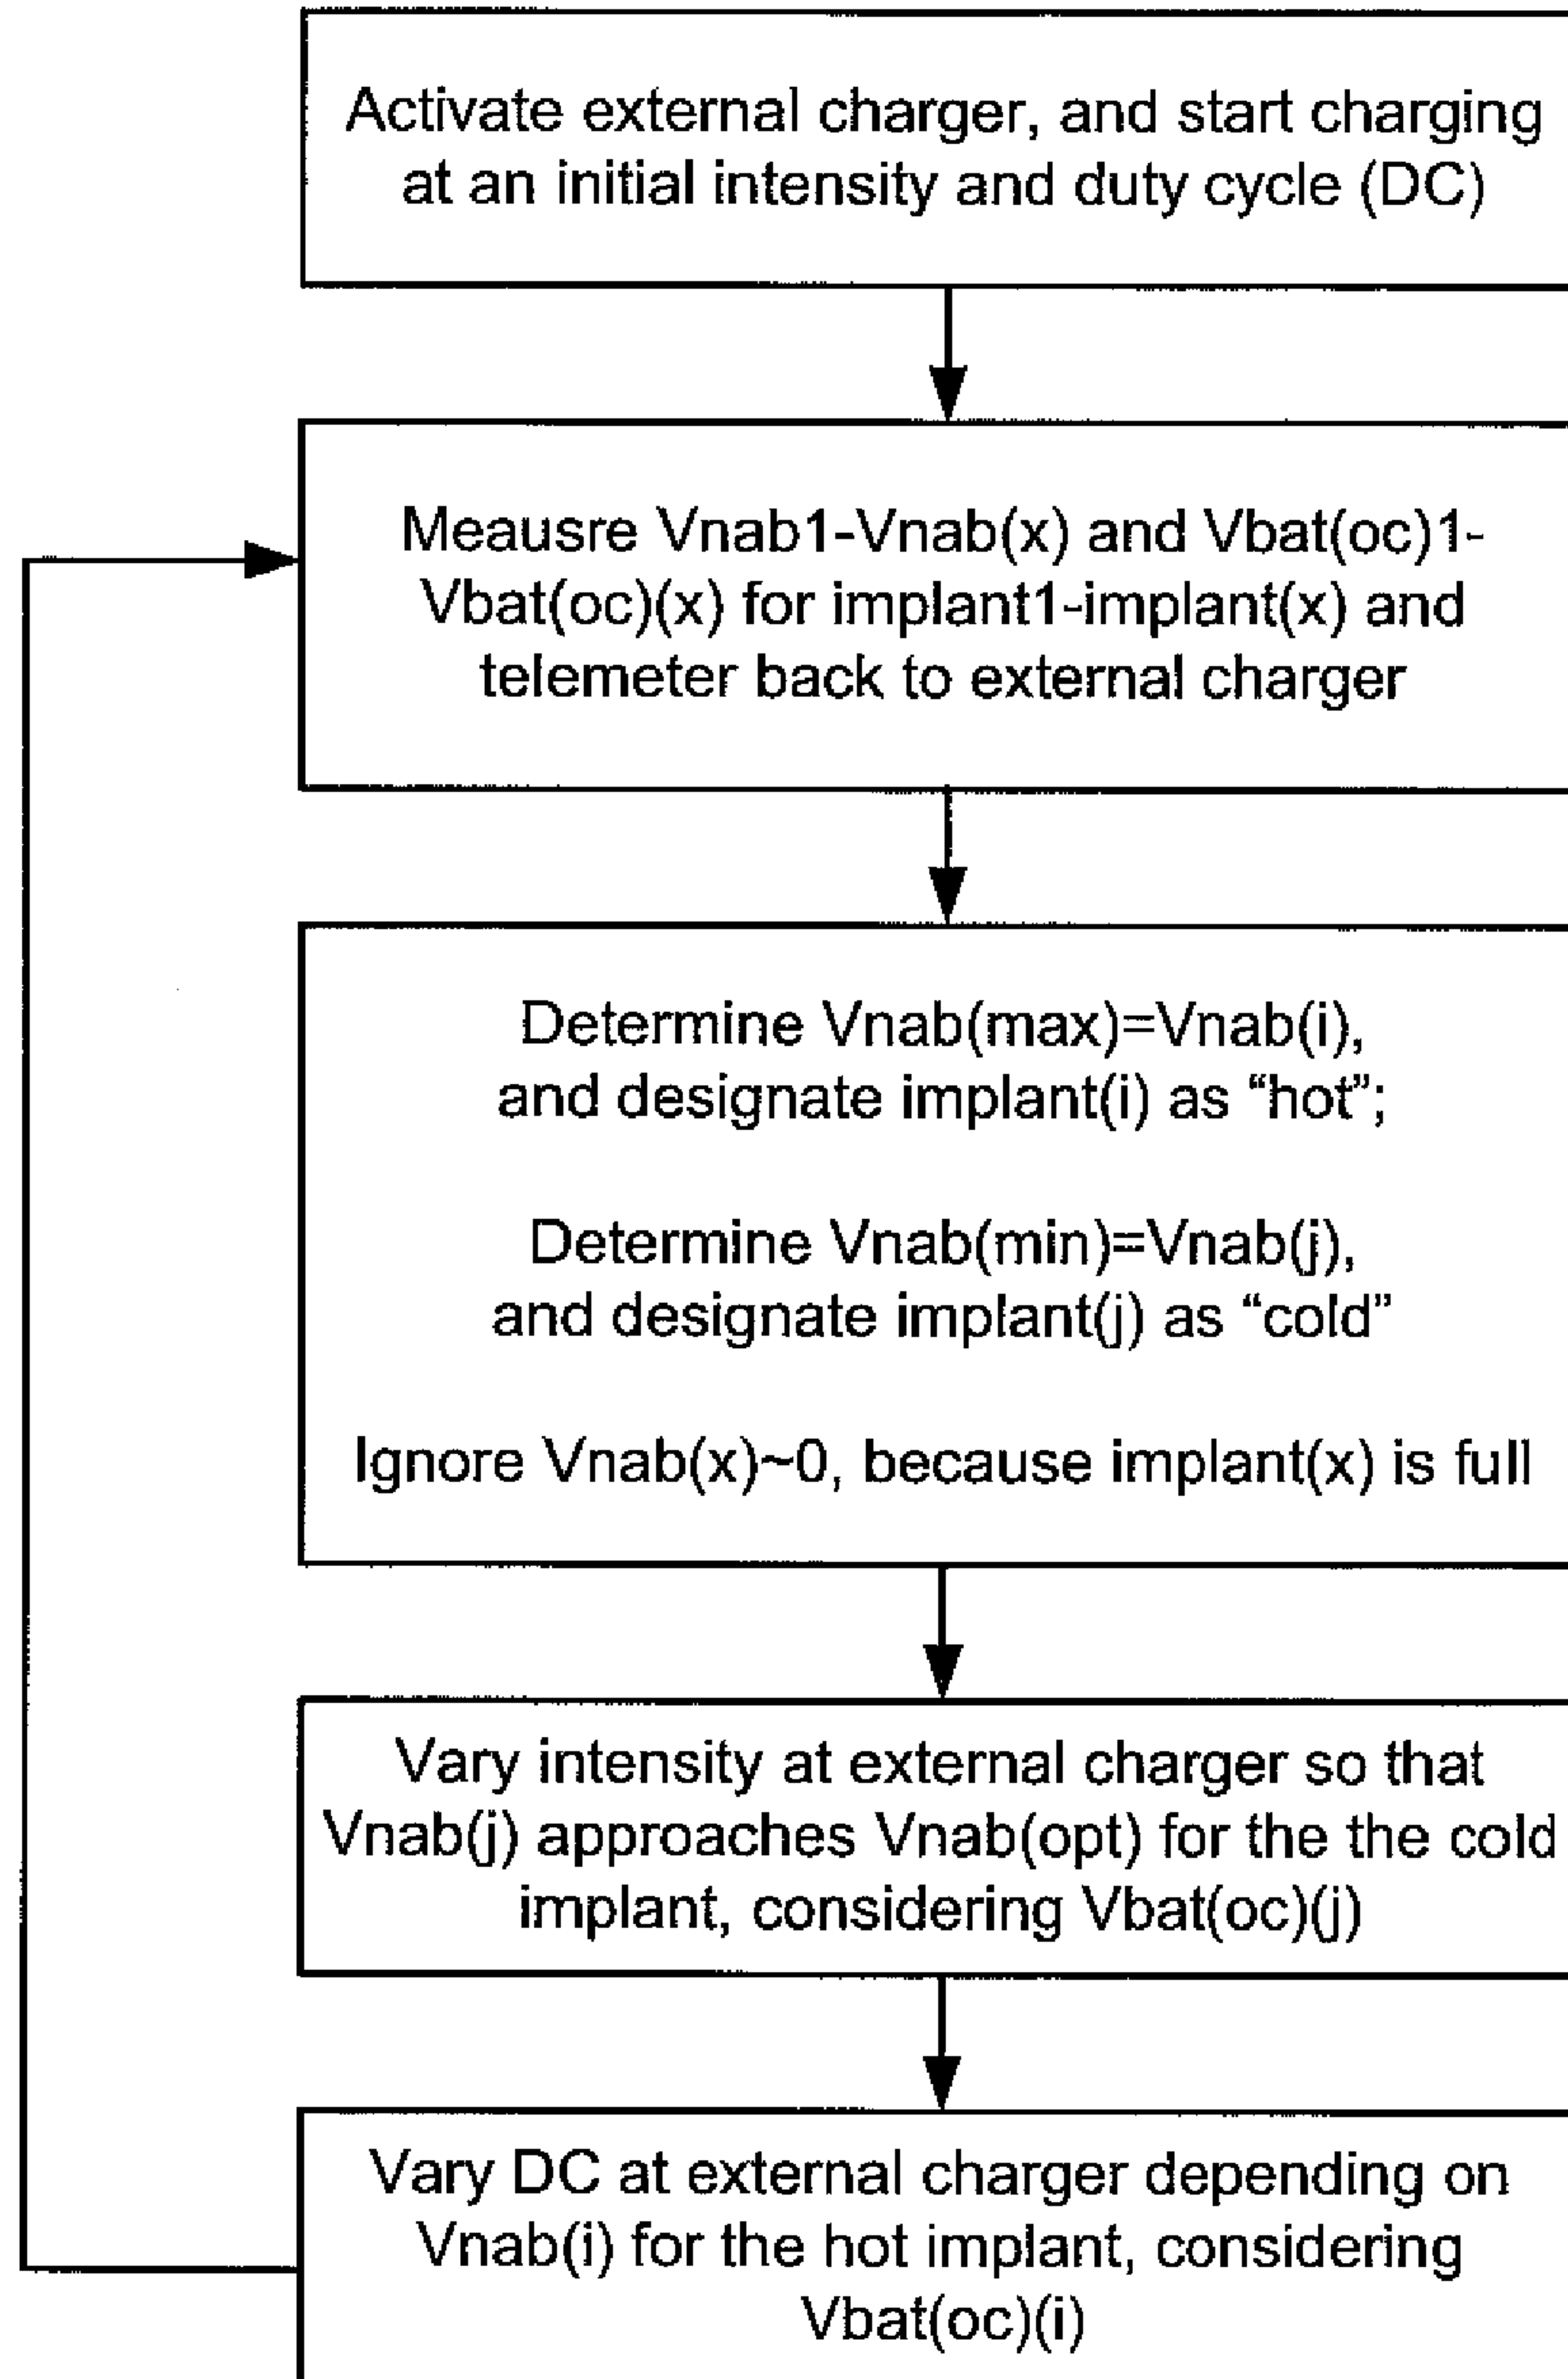 Activate external charger, and start charging
at an initial intensity and duty cycle (DC)
Meausre Vnab1-Vnab(x) and Vbat(oc)1-
Vbat(oc)(x) for implant1-implant(x) and
telemeter back to external charger
Determine Vnab(max)=Vnab(i),
and designate implant(i) as “hot”;
Determine Vnab(min)=Vnab(j),
and designate implant(j) as “cold”
Ignore Vnab(x)~0, because implant(x) is full
Vary intensity at external charger so that
Vnab(j) approaches Vnab(opt) for the the cold
implant, considering Vbat(oc)(j)
Vary DC at external charger depending on
Vnab(i) for the hot implant, considering
Vbat(oc)(i)